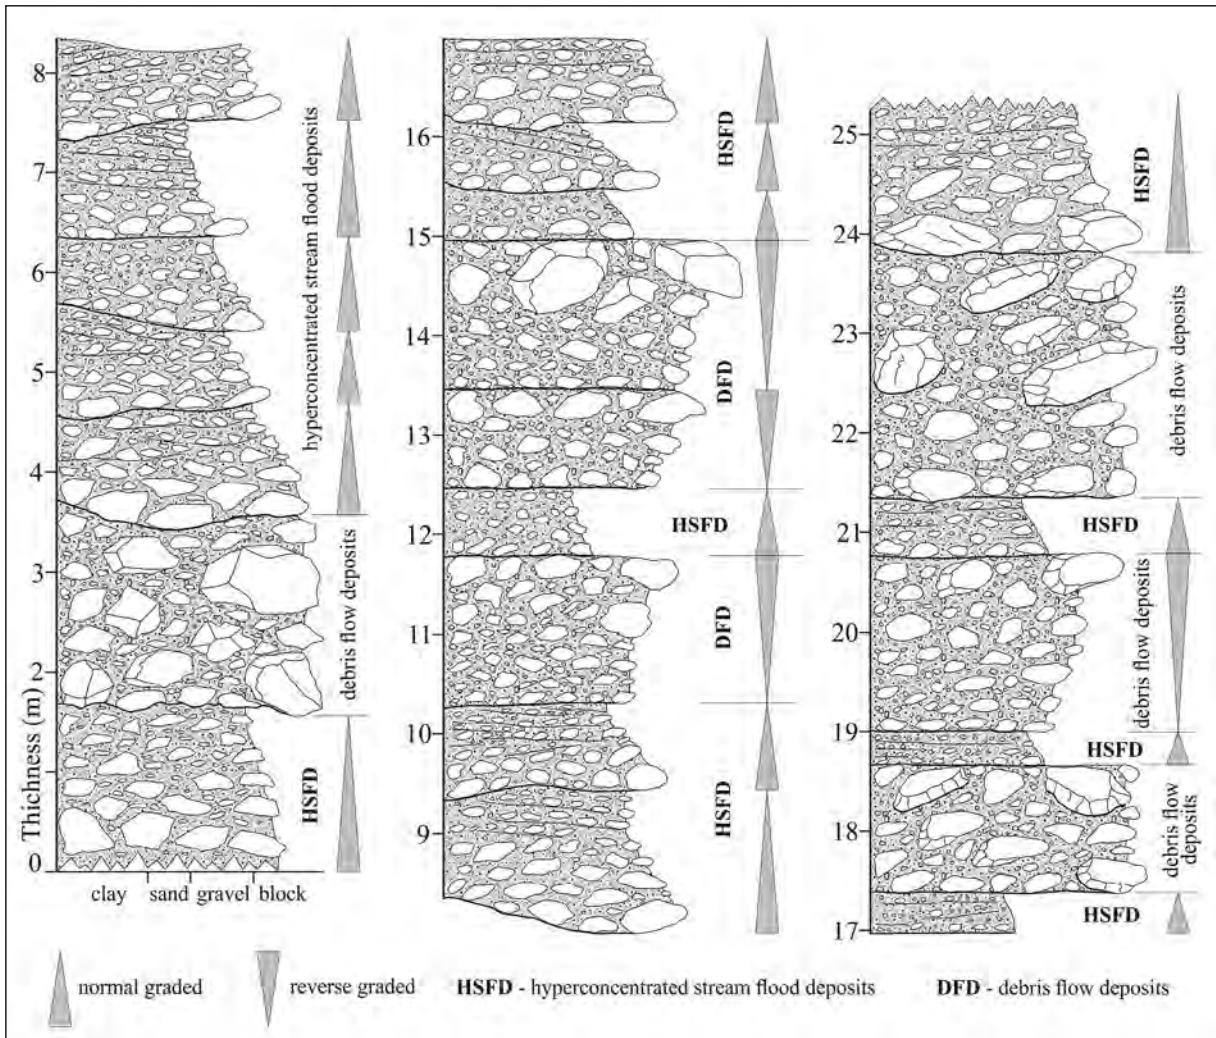 8
7
6
5
4
3
2
0
Thichness (m)
clay sand gravel block
hyperconcentrated stream flood deposits
debris flow deposits
HSFD
16
15
14
13
12
11
10
9
HSFD
DFD
HSFD
DFD
HSFD
25
24
23
22
21
20
19
18
17
HSFD
debris flow deposits
HSFD
debris flow deposits
HSFD
debris flow
deposits
HSFD
normal graded
reverse graded
HSFD - hyperconcentrated stream flood deposits
DFD - debris flow deposits